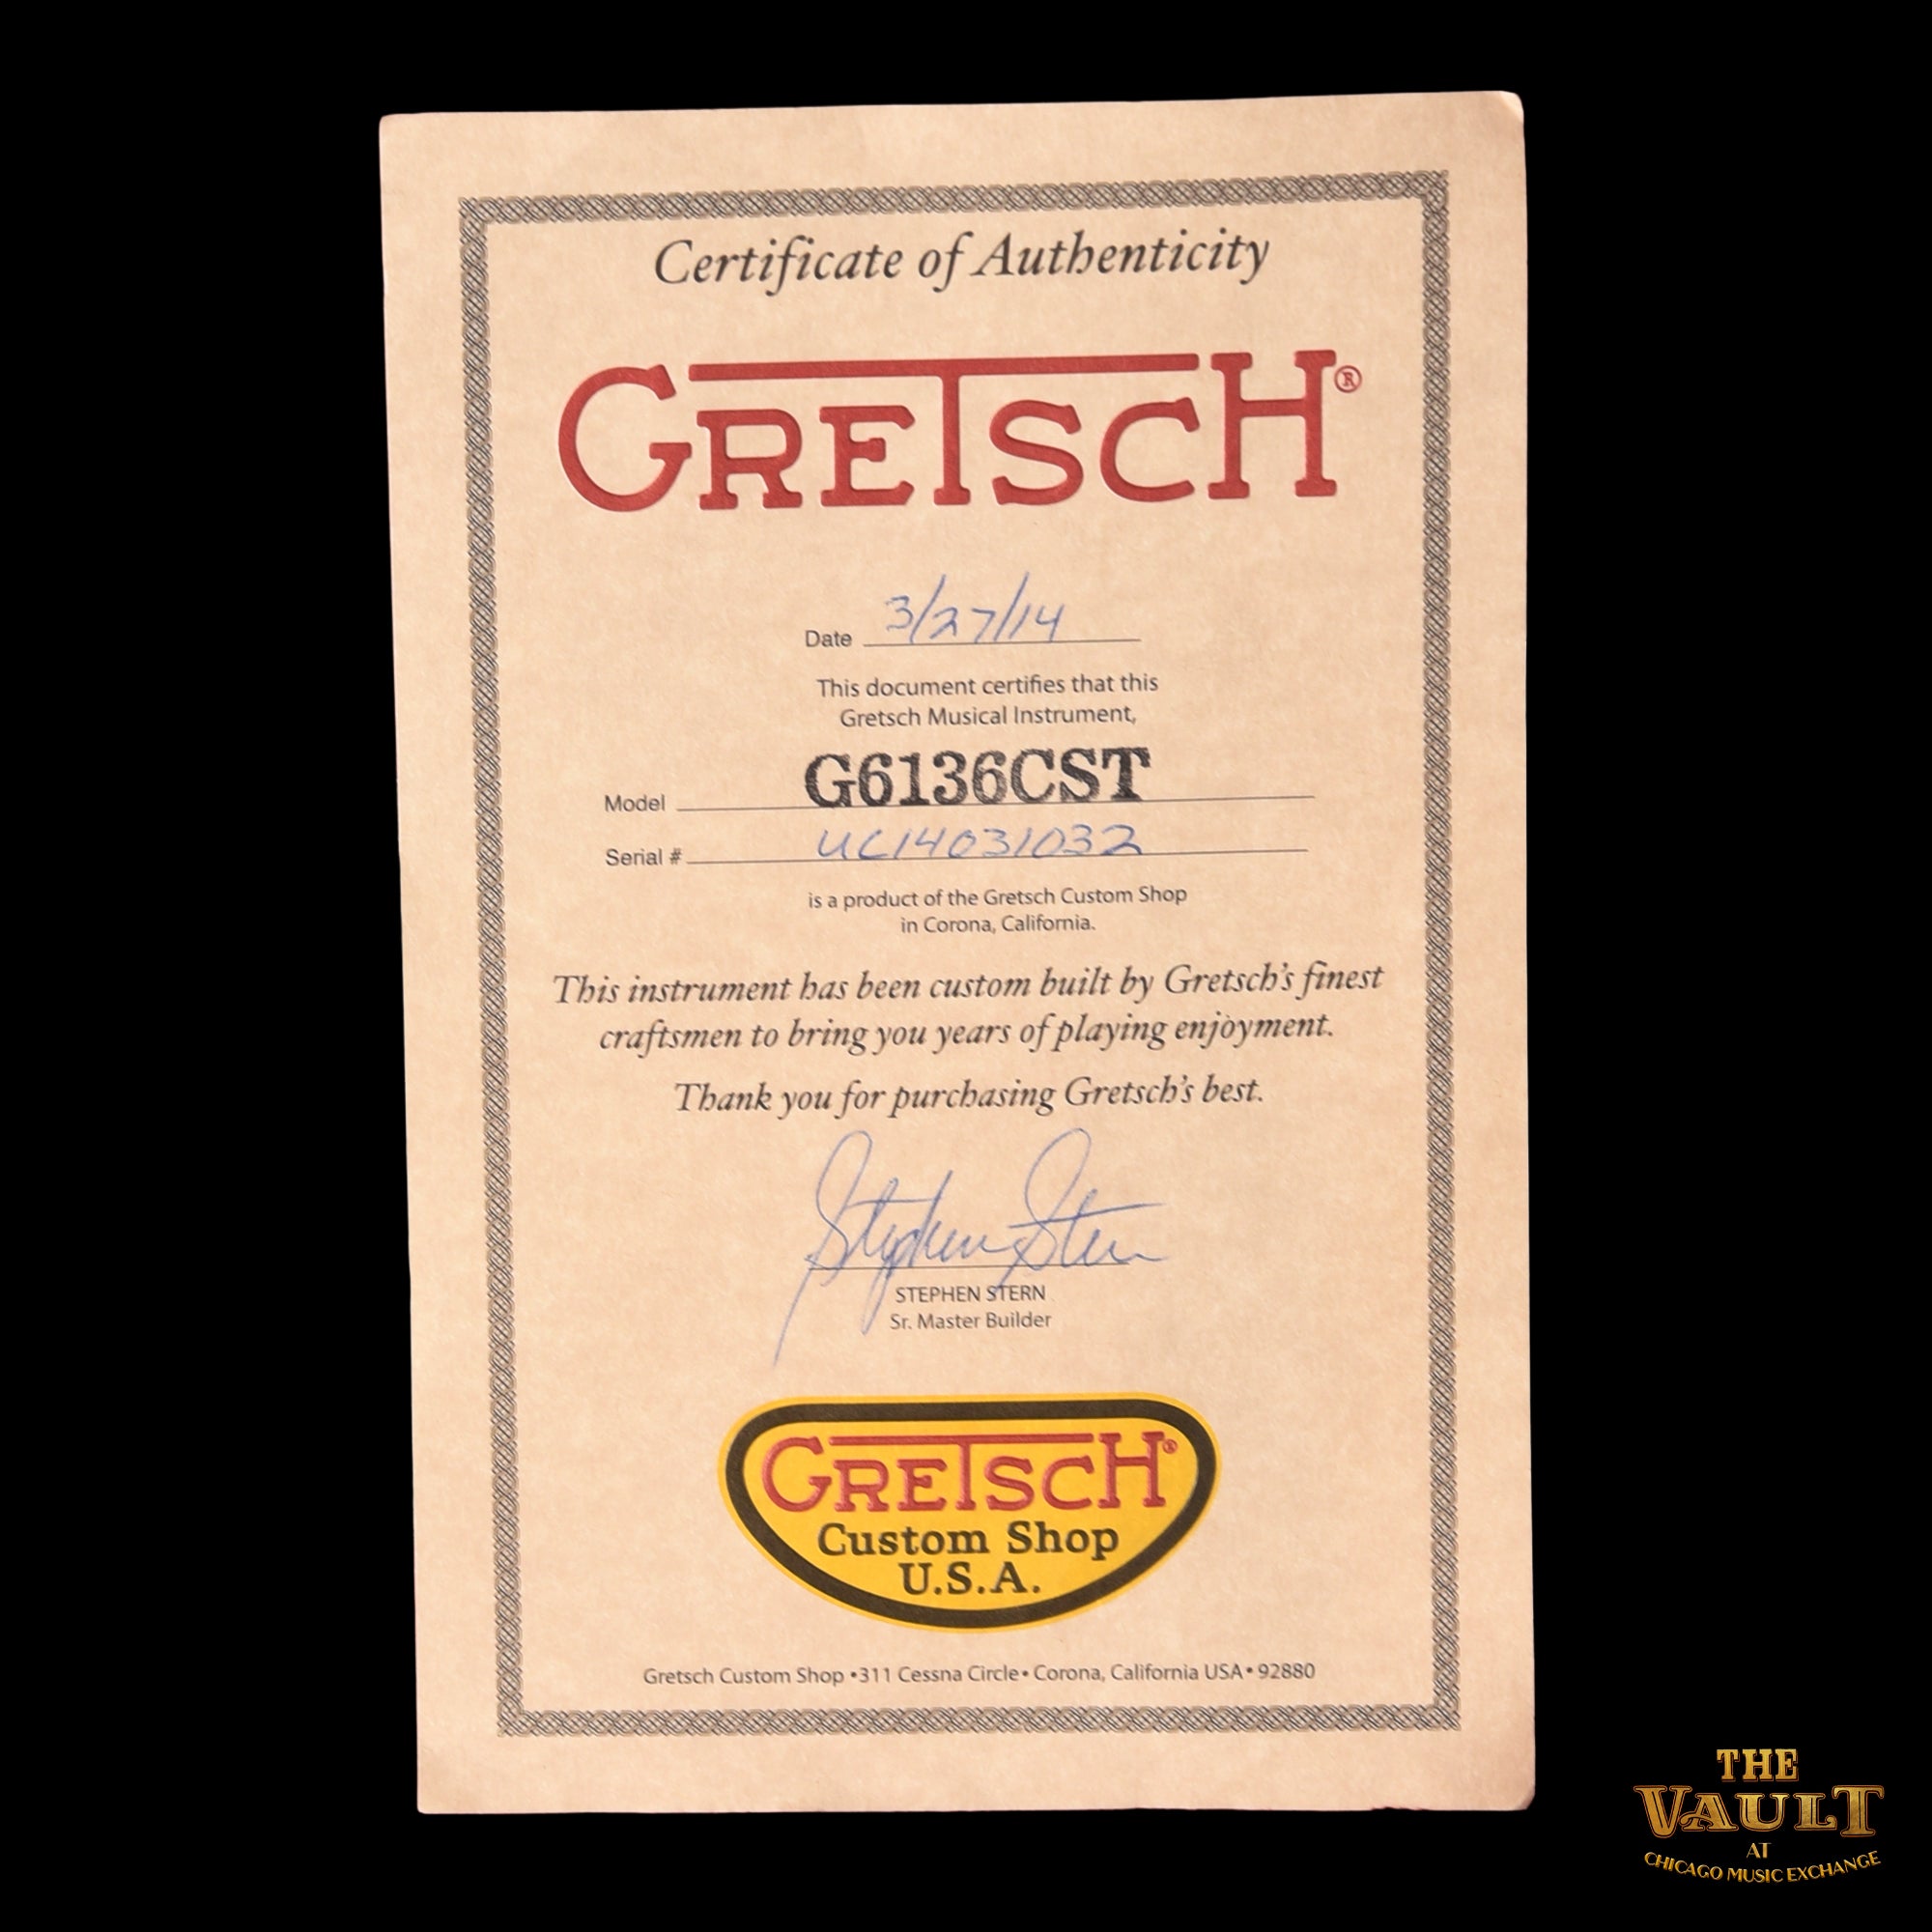 Certificate of Authenticity
GRETSCH®
Date 3/27/14
This document certifies that this
Gretsch Musical Instrument,
Model G6136CST
Serial # UC14031032
is a product of the Gretsch Custom Shop
in Corona, California.
This instrument has been custom built by Gretsch's finest
craftsmen to bring you years of playing enjoyment.
Thank you for purchasing Gretsch's best.
Stephen Stern
STEPHEN STERN
Sr. Master Builder
GRETSCH®
Custom Shop
U.S.A.
Gretsch Custom Shop •311 Cessna Circle• Corona, California USA• 92880
THE
VAULT
AT
CHICAGO MUSIC EXCHANGE